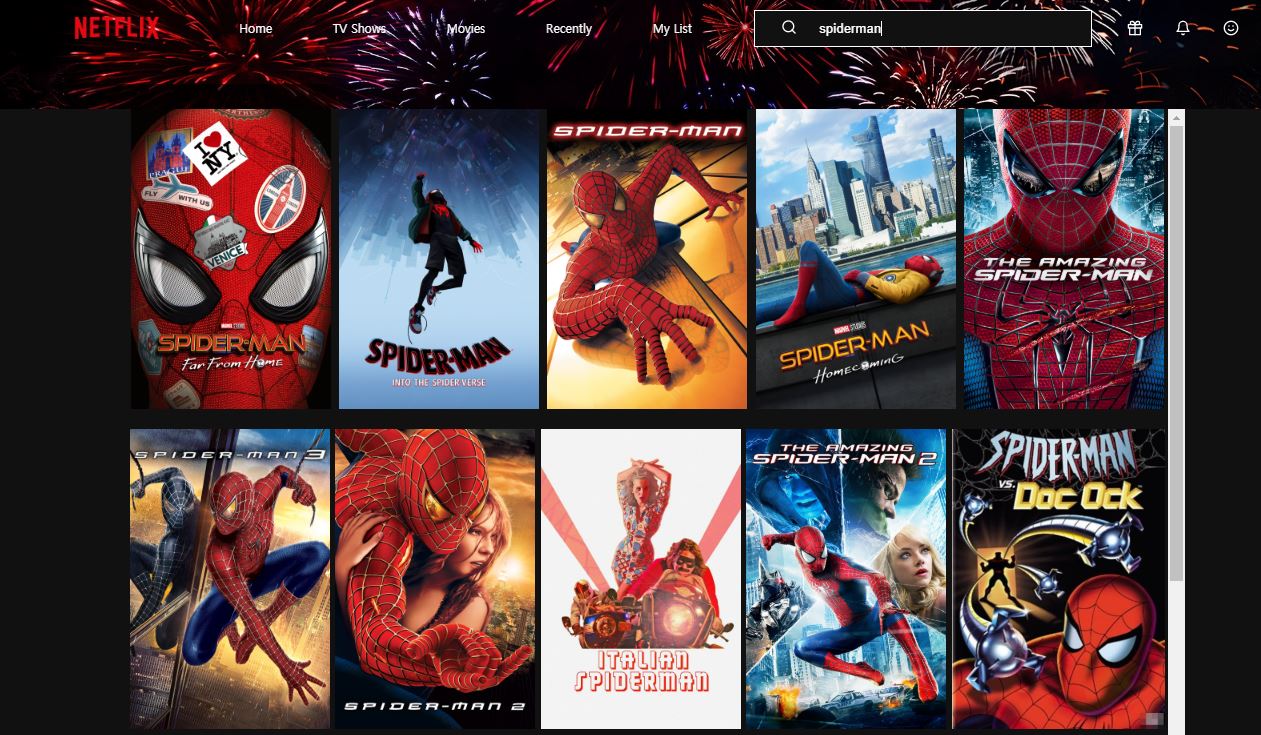 NETFLIX
Home
TV Shows
Movies
Recently
My List
spiderman
I ♥
NY
PRAGUE
FLY
WITH US
VENICE
MARVEL STUDIOS
SPIDER-MAN
Far From Home
SPIDER-MAN
INTO THE SPIDER VERSE
SPIDER-MAN
MARVEL STUDIOS
SPIDER-MAN
HOMECOMING
THE AMAZING
SPIDER-MAN
SPIDER-MAN 3
SPIDER-MAN 2
ITALIAN
SPIDERMAN
THE AMAZING
SPIDER-MAN 2
SPIDER-MAN
VS.
DOC OCK